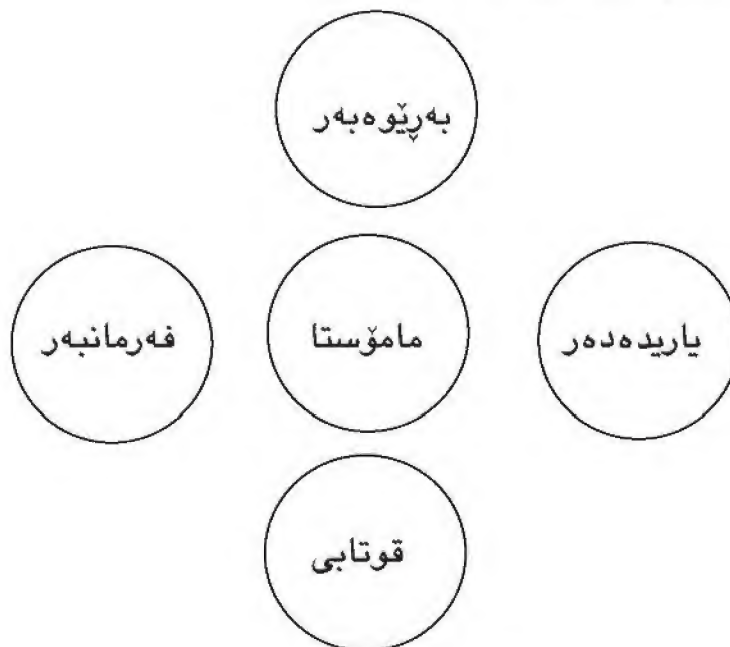 بەڕێوەبەر
یاریدەدەر
مامۆستا
فەرمانبەر
قوتابی